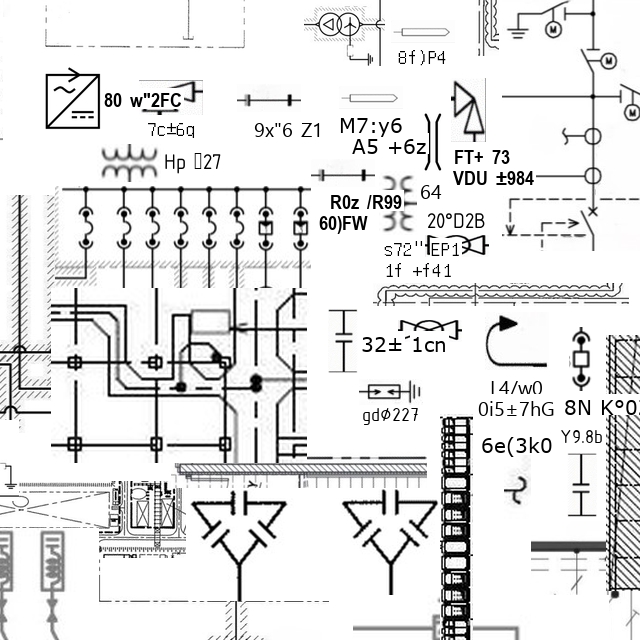 8f)P4
80 w"2FC
7c±6q
9x"6 Z1
M7:y6
A5 +6z
FT+ 73
VDU ±984
Hp 27
64
R0z /R99
60)FW
20°D2B
s72"EP1
1f +f41
32±¨1cn
gdØ227
14/w0
0i5±7hG
8N K°0
6e(3k0
Y9.8b
M
M
M